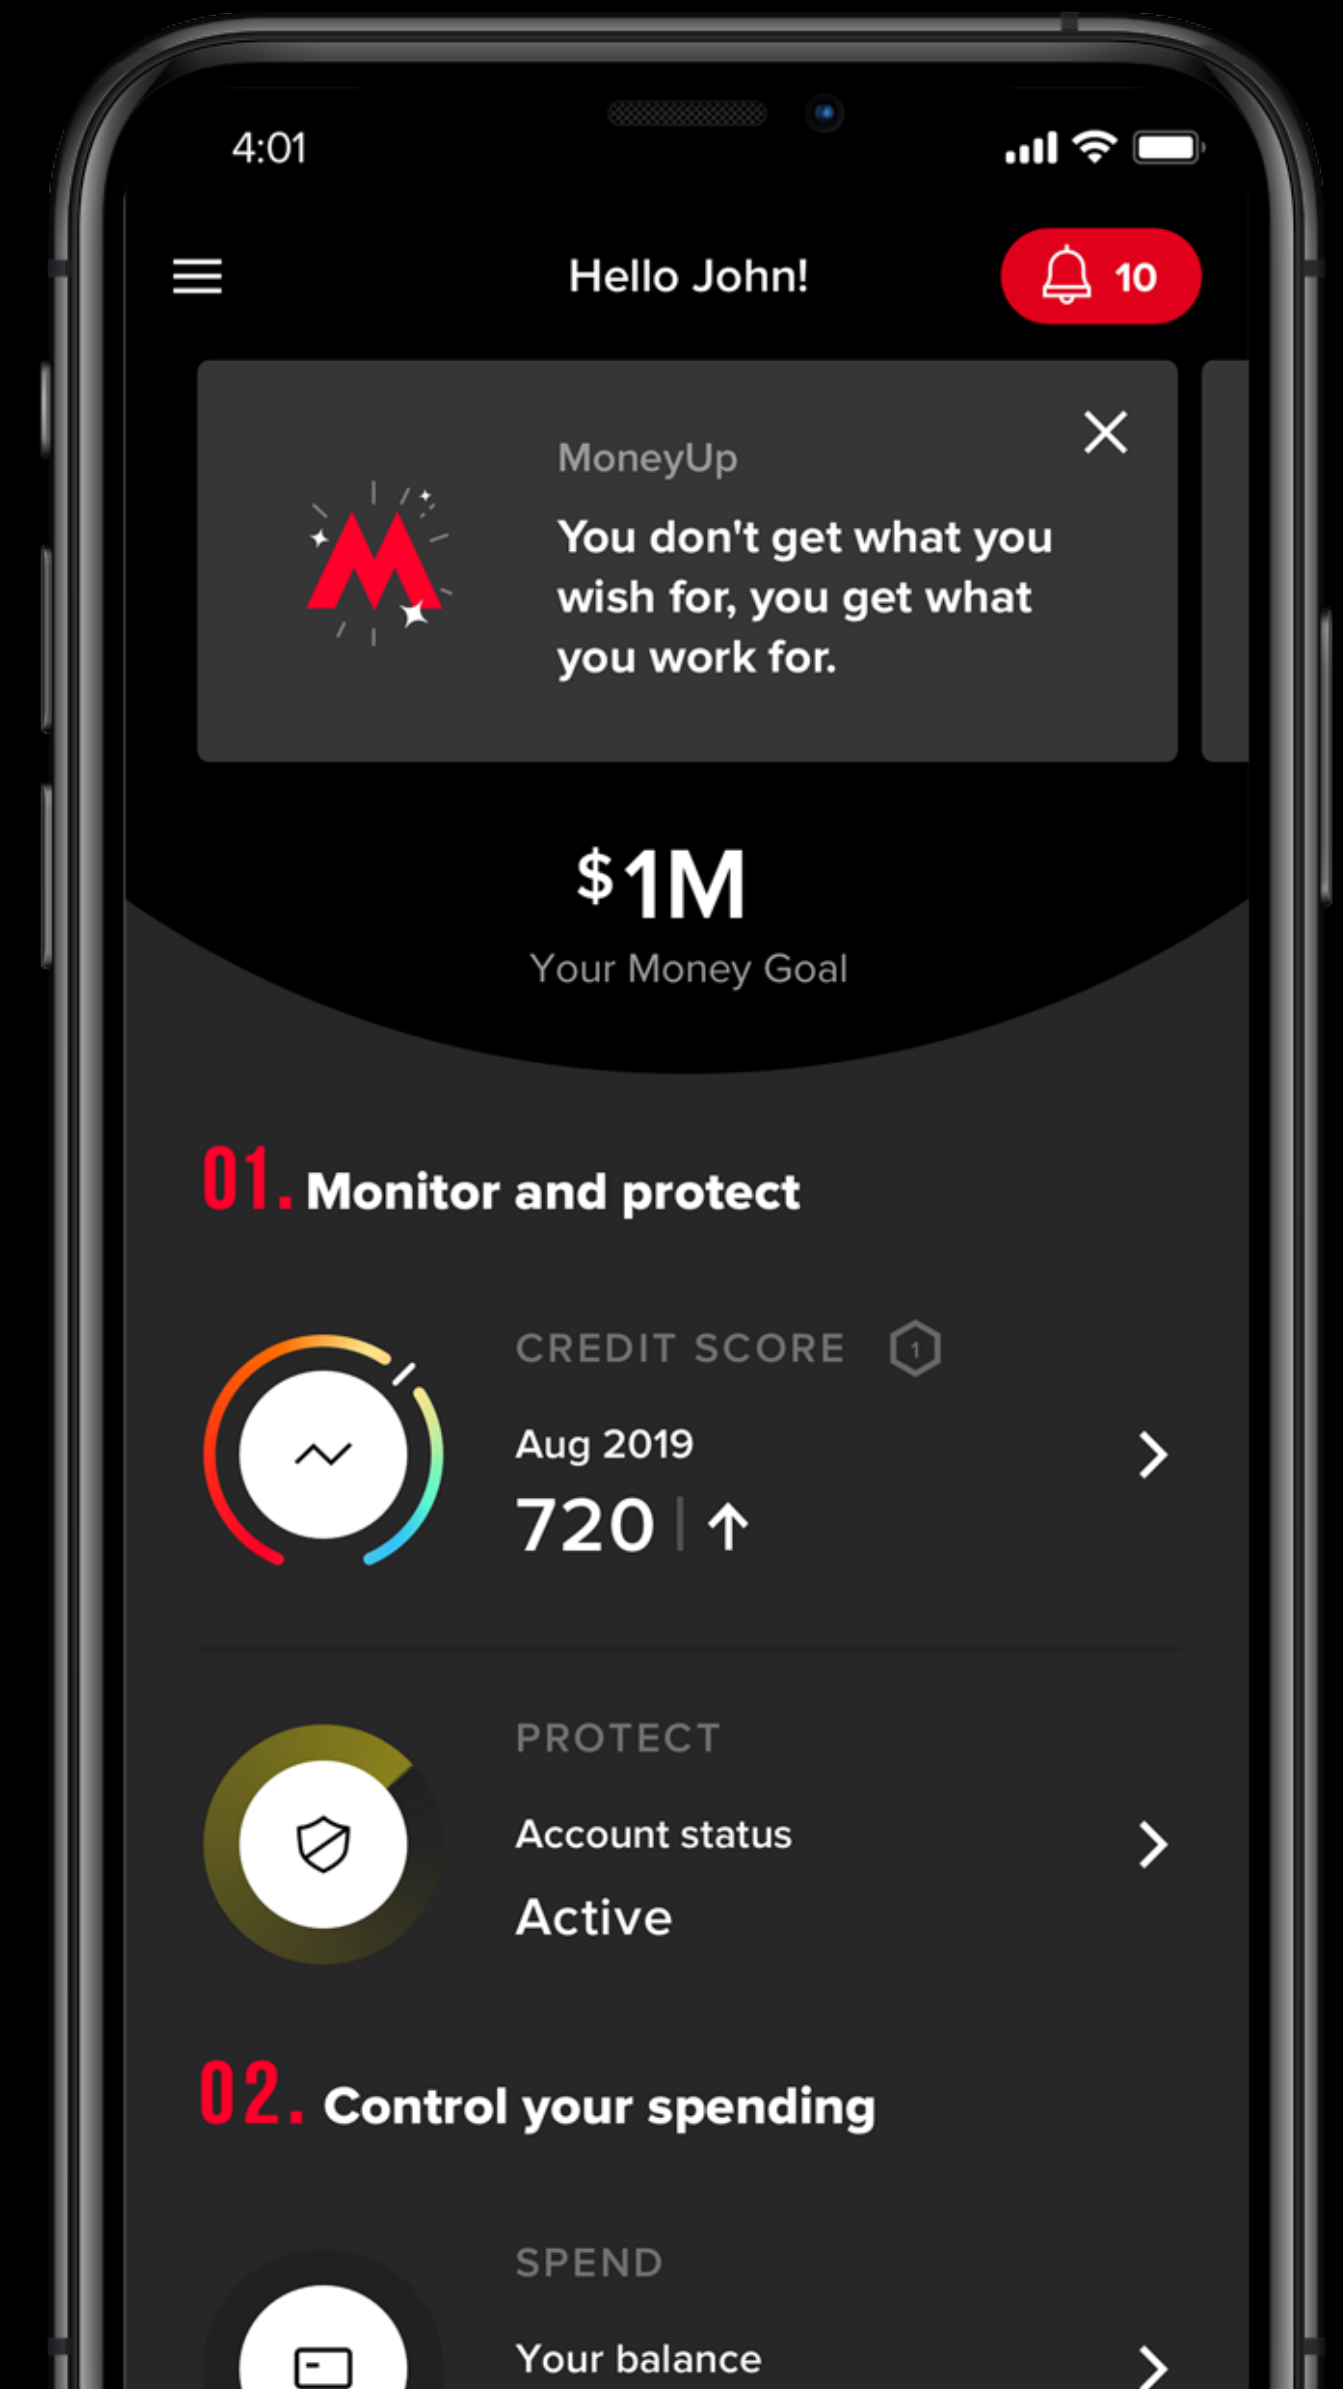 4:01
Hello John!
10
MoneyUp
You don't get what you
wish for, you get what
you work for.
$1M
Your Money Goal
01. Monitor and protect
CREDIT SCORE 1
Aug 2019
720
PROTECT
Account status
Active
02. Control your spending
SPEND
Your balance